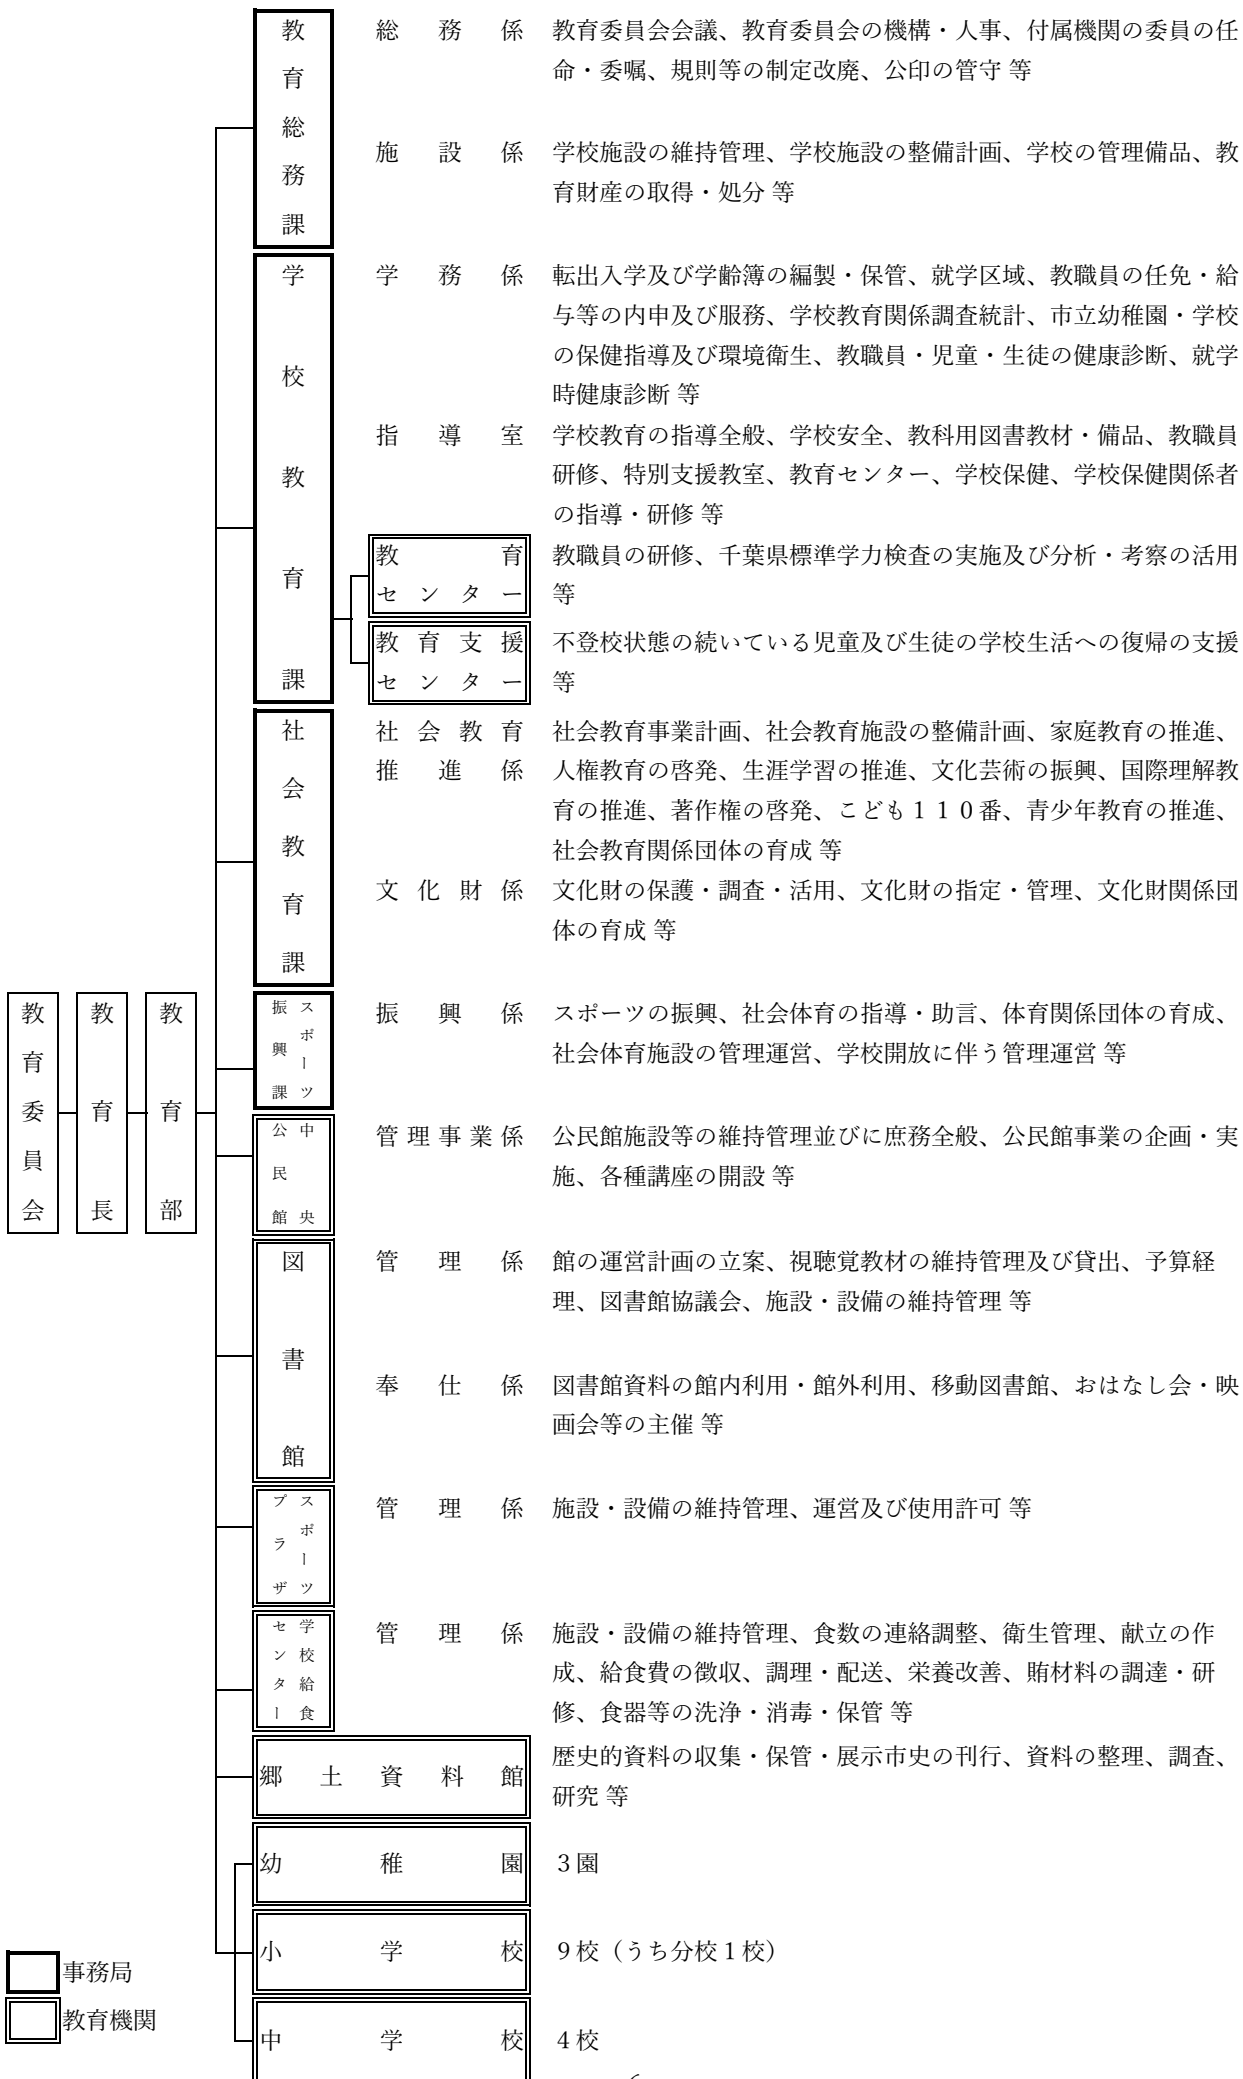 教育委員会
教育長
教育部
教育総務課
総務係
教育委員会会議、教育委員会の機構・人事、付属機関の委員の任
命・委嘱、規則等の制定改廃、公印の管守 等
施設係
学校施設の維持管理、学校施設の整備計画、学校の管理備品、教
育財産の取得・処分 等
学校教育課
学務係
転出入学及び学齢簿の編製・保管、就学区域、教職員の任免・給
与等の内申及び服務、学校教育関係調査統計、市立幼稚園・学校
の保健指導及び環境衛生、教職員・児童・生徒の健康診断、就学
時健康診断 等
指導室
学校教育の指導全般、学校安全、教科用図書教材・備品、教職員
研修、特別支援教室、教育センター、学校保健、学校保健関係者
の指導・研修 等
教育
センター
教職員の研修、千葉県標準学力検査の実施及び分析・考察の活用
等
教育支援
センター
不登校状態の続いている児童及び生徒の学校生活への復帰の支援
等
社会教育課
社会教育
推進係
社会教育事業計画、社会教育施設の整備計画、家庭教育の推進、
人権教育の啓発、生涯学習の推進、文化芸術の振興、国際理解教
育の推進、著作権の啓発、こども１１０番、青少年教育の推進、
社会教育関係団体の育成 等
文化財係
文化財の保護・調査・活用、文化財の指定・管理、文化財関係団
体の育成 等
スポーツ
振興課
振興係
スポーツの振興、社会体育の指導・助言、体育関係団体の育成、
社会体育施設の管理運営、学校開放に伴う管理運営 等
中央
公民館
管理事業係
公民館施設等の維持管理並びに庶務全般、公民館事業の企画・実
施、各種講座の開設 等
図書館
管理係
館の運営計画の立案、視聴覚教材の維持管理及び貸出、予算経
理、図書館協議会、施設・設備の維持管理 等
奉仕係
図書館資料の館内利用・館外利用、移動図書館、おはなし会・映
画会等の主催 等
スポーツ
プラザ
管理係
施設・設備の維持管理、運営及び使用許可 等
学校給食
センター
管理係
施設・設備の維持管理、食数の連絡調整、衛生管理、献立の作
成、給食費の徴収、調理・配送、栄養改善、賄材料の調達・研
修、食器等の洗浄・消毒・保管 等
郷土資料館
歴史的資料の収集・保管・展示市史の刊行、資料の整理、調査、
研究 等
幼稚園
３園
小学校
９校（うち分校１校）
中学校
４校
事務局
教育機関